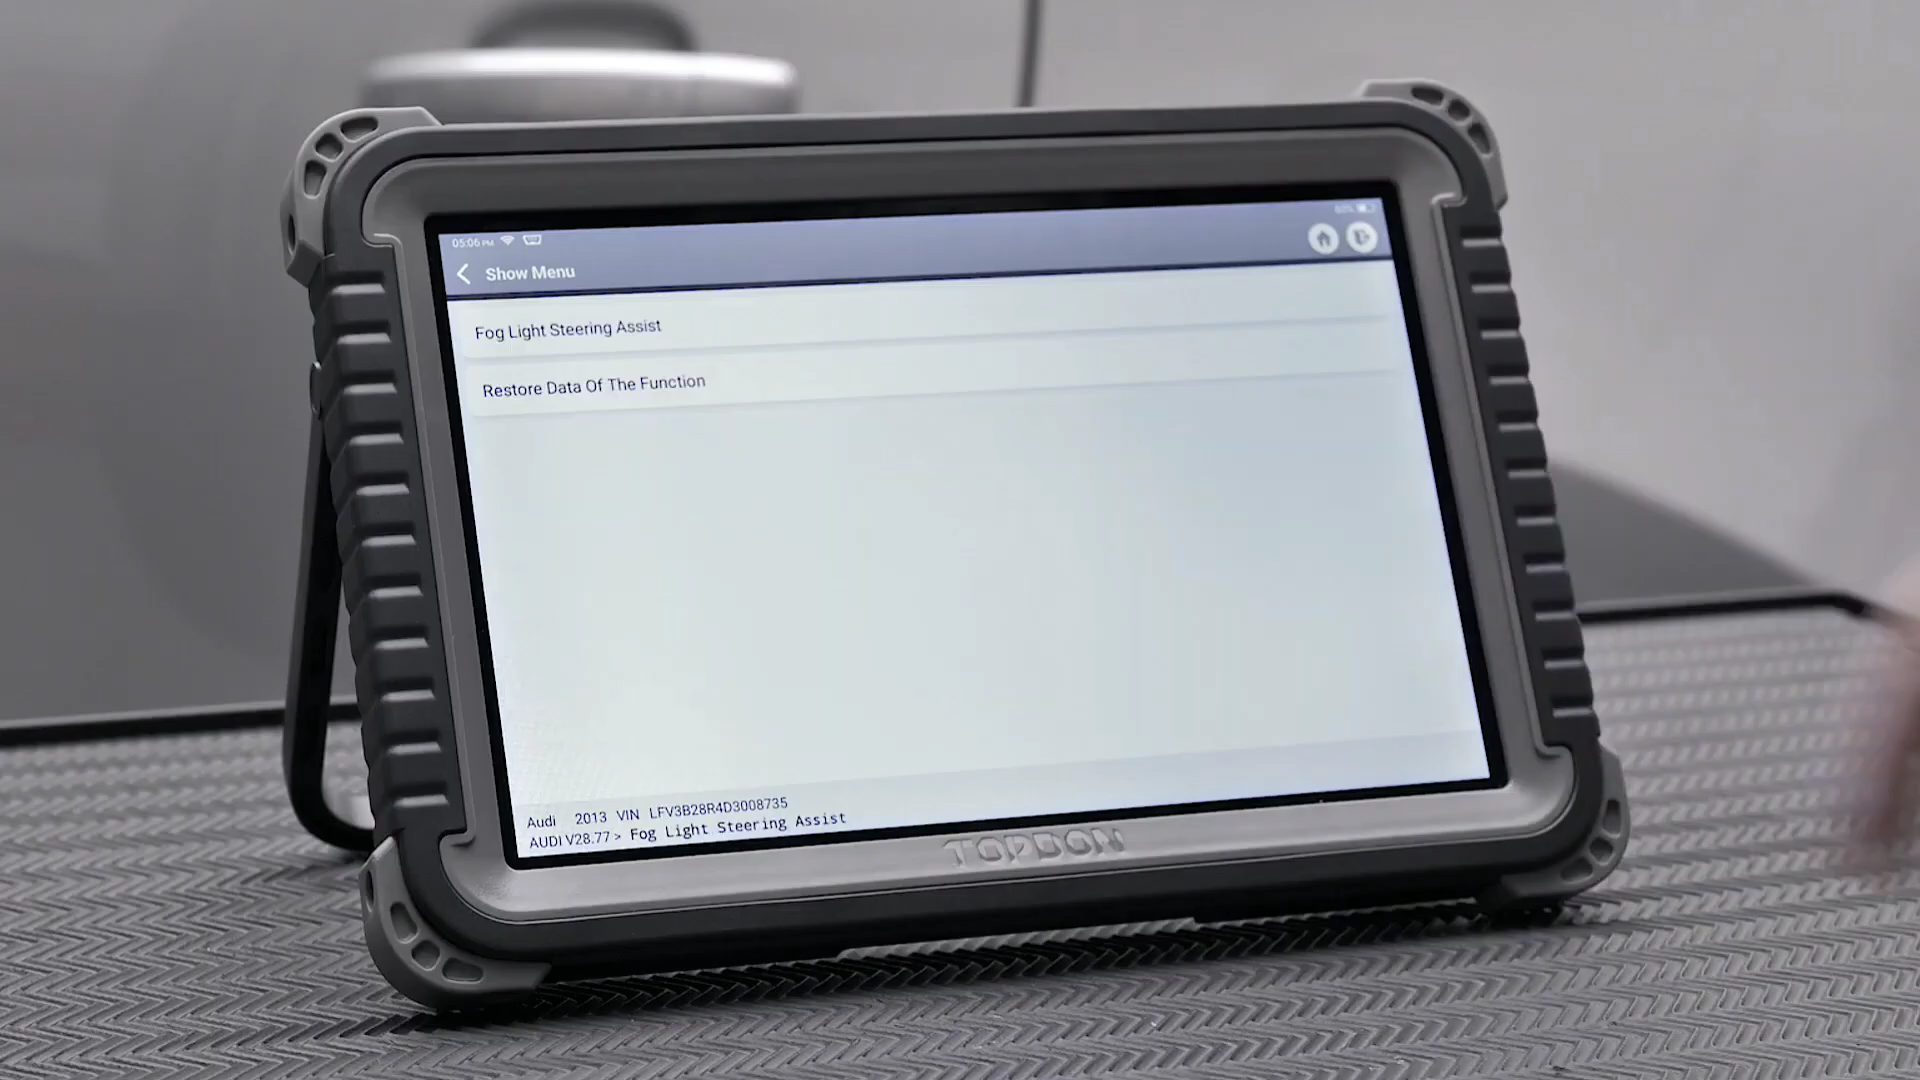 05:06 PM
Show Menu
Fog Light Steering Assist
Restore Data Of The Function
Audi 2013 VIN LFV3B28R4D3008735
AUDI V28.77 > Fog Light Steering Assist
TOPDON